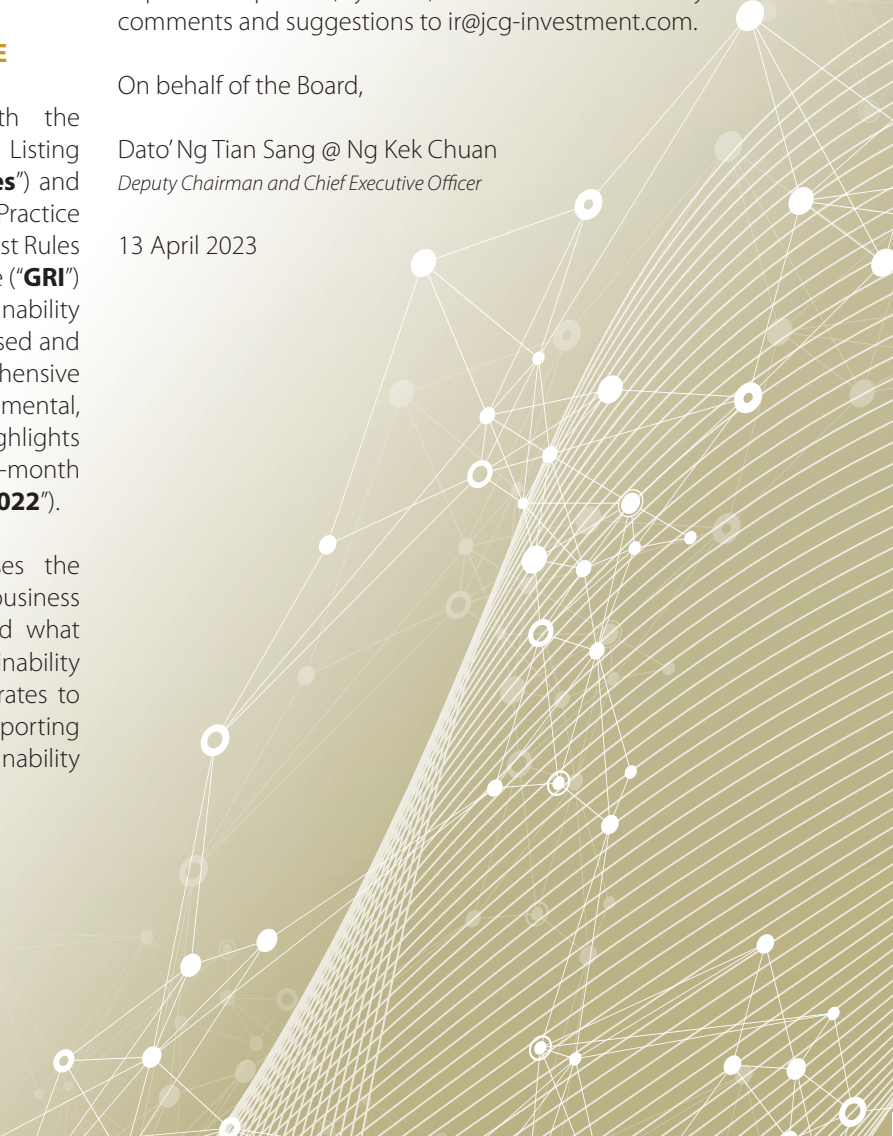 E
th the
Listing
es”) and
Practice
st Rules
e (“GRI”)
nability
sed and
hensive
mental,
ghlights
-month
022”).
ses the
business
d what
inability
rates to
porting
nability
comments and suggestions to ir@jcg-investment.com.
On behalf of the Board,
Dato’ Ng Tian Sang @ Ng Kek Chuan
Deputy Chairman and Chief Executive Officer
13 April 2023